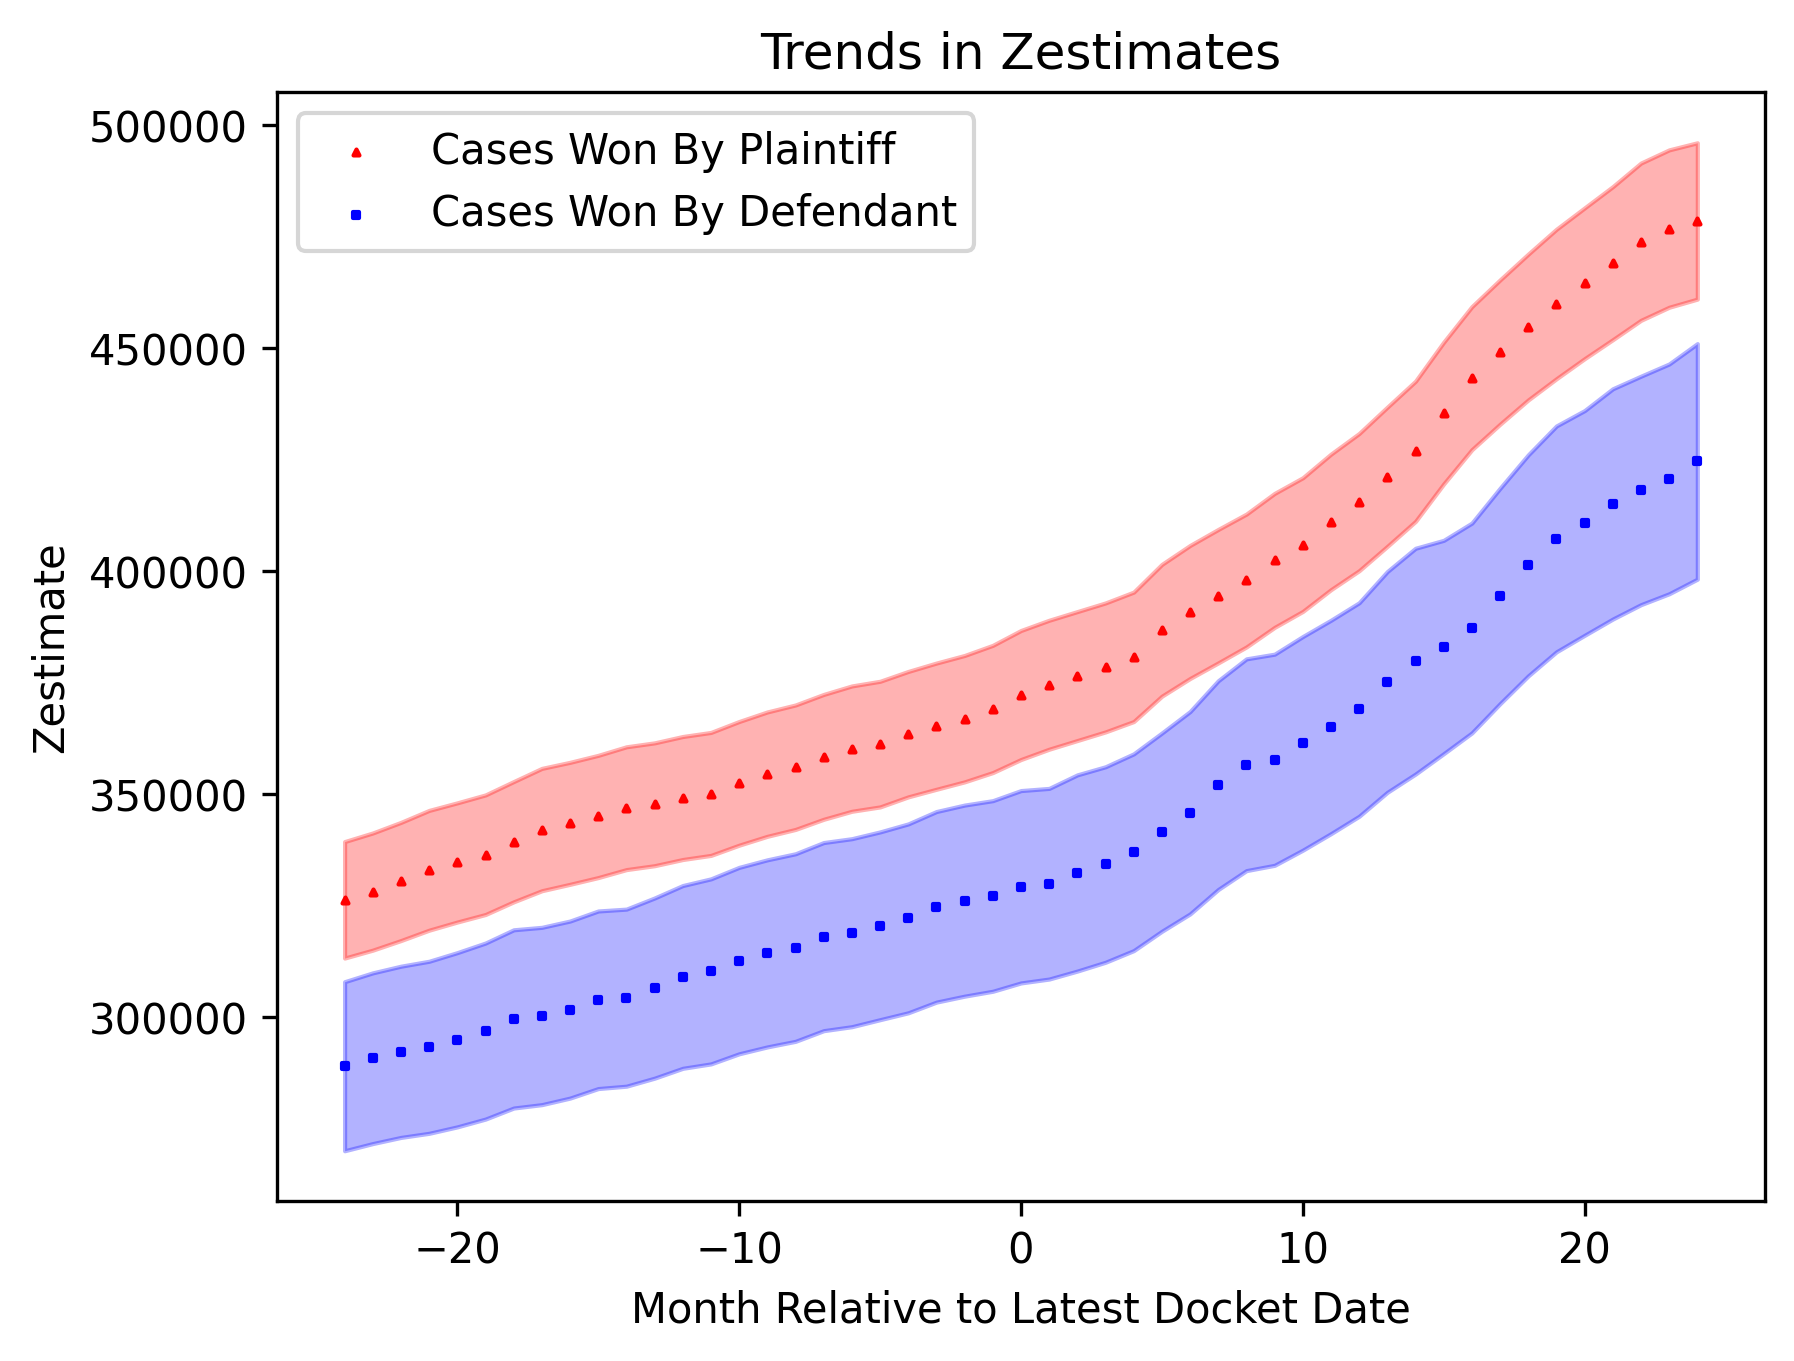 Trends in Zestimates
500000
450000
400000
350000
300000
Zestimate
Cases Won By Plaintiff
Cases Won By Defendant
−20
−10
0
10
20
Month Relative to Latest Docket Date